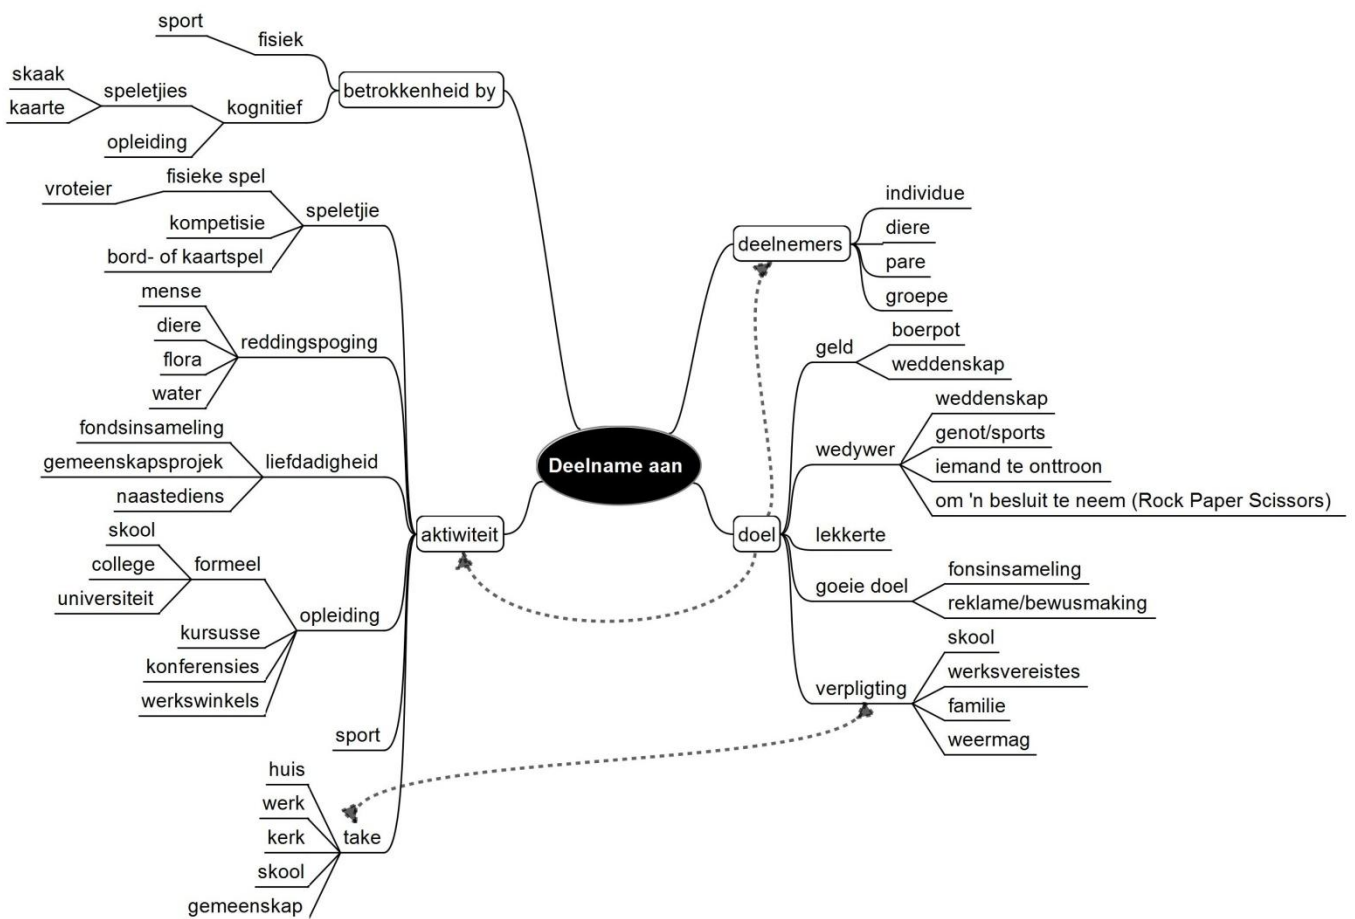 Deelname aan
betrokkenheid by
fisiek
sport
kognitief
speletjies
skaak
kaarte
opleiding
aktiwiteit
speletjie
fisieke spel
vroteier
kompetisie
bord- of kaartspel
reddingspoging
mense
diere
flora
water
liefdadigheid
fondsinsameling
gemeenskapsprojek
naastediens
opleiding
formeel
skool
college
universiteit
kursusse
konferensies
werkswinkels
sport
take
huis
werk
kerk
skool
gemeenskap
deelnemers
individue
diere
pare
groepe
doel
geld
boerpot
weddenskap
wedywer
weddenskap
genot/sports
iemand te onttroon
om 'n besluit te neem (Rock Paper Scissors)
lekkerte
goeie doel
fonsinsameling
reklame/bewusmaking
verpligting
skool
werksvereistes
familie
weermag